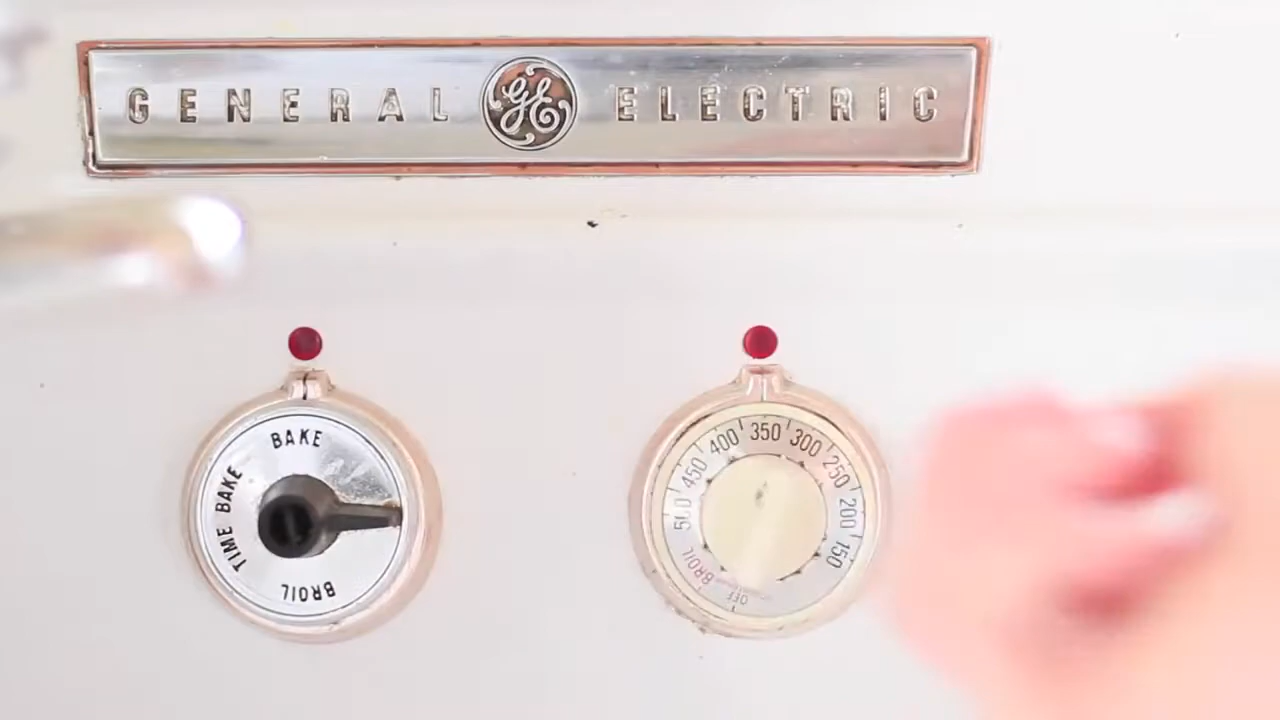 GENERAL GE ELECTRIC
BAKE
TIME BAKE
BROIL
OFF BROIL 500 450 400 350 300 250 200 150